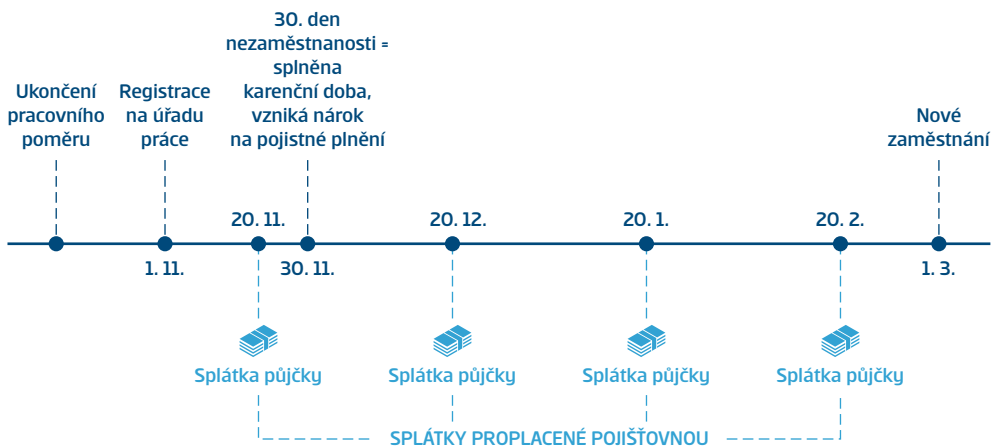 Ukončení
pracovního
poměru
Registrace
na úřadu
práce
30. den
nezaměstnanosti =
splněna
karenční doba,
vzniká nárok
na pojistné plnění
Nové
zaměstnání
20. 11.
20. 12.
20. 1.
20. 2.
1. 11.
30. 11.
1. 3.
Splátka půjčky
Splátka půjčky
Splátka půjčky
Splátka půjčky
SPLÁTKY PROPLACENÉ POJIŠŤOVNOU